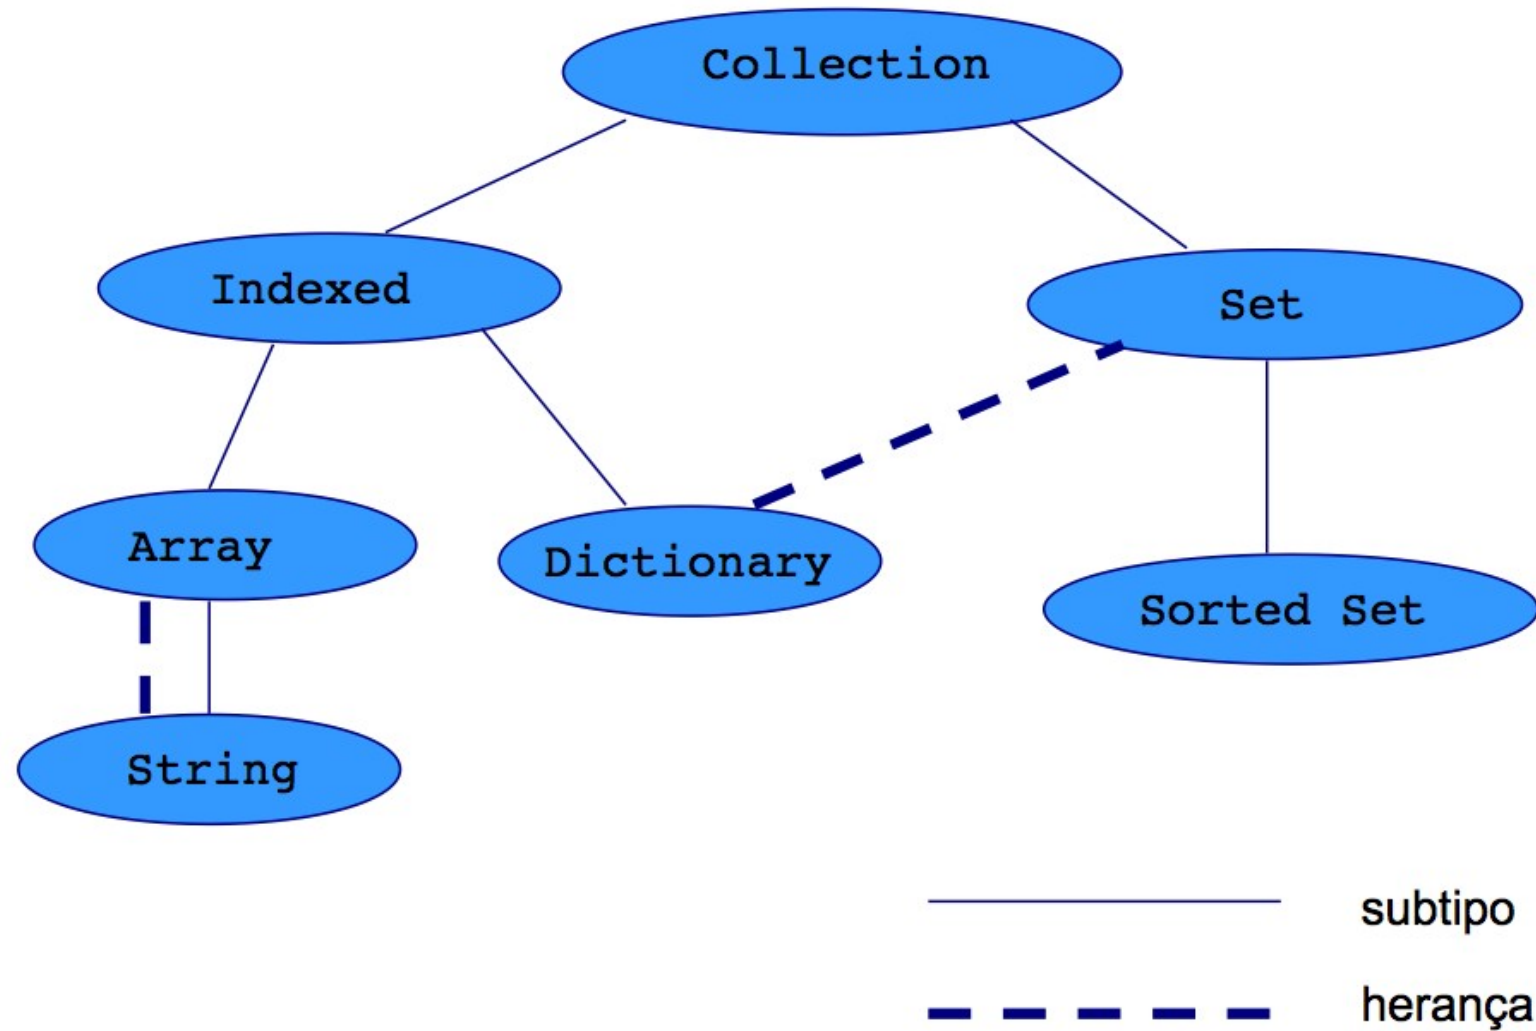 Collection
Indexed
Set
Array
Dictionary
Sorted Set
String
subtipo
herança